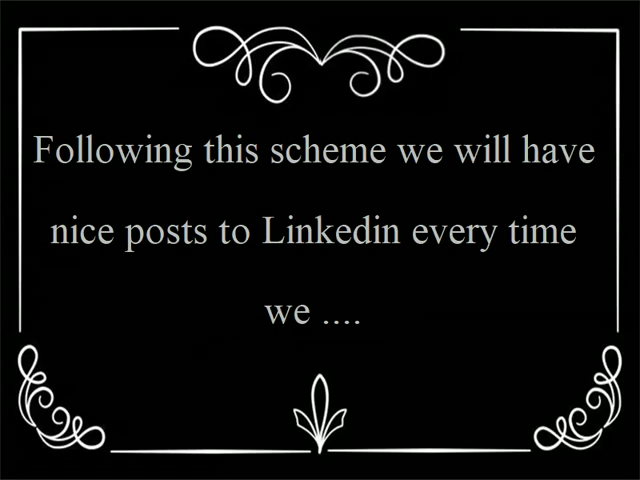 Following this scheme we will have
nice posts to Linkedin every time
we ....